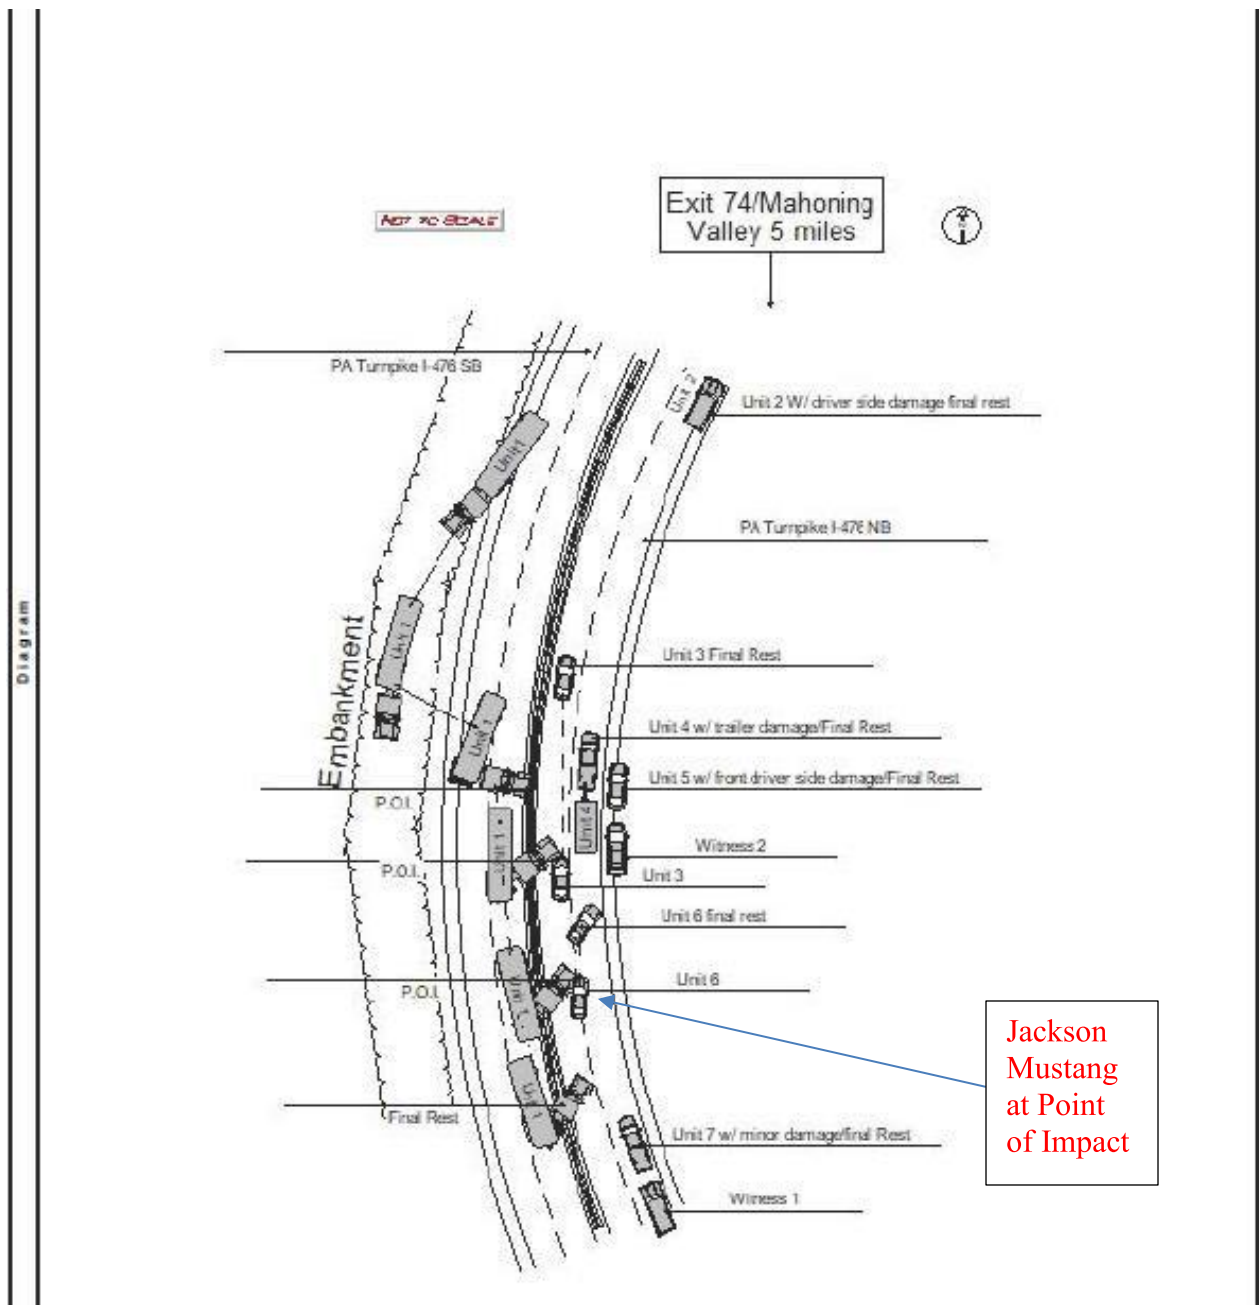 Exit 74/Mahoning
Valley 5 miles
NOT TO SCALE
PA Turnpike I-476 SB
Unit 2
Unit 2 W/ driver side damage final rest
Unit 1
PA Turnpike I-476 NB
Diagram
Embankment
Unit 1
Unit 3 Final Rest
Unit 1
Unit 4 w/ trailer damage/Final Rest
Unit 5 w/ front driver side damage/Final Rest
P.O.I.
Unit 4
Unit 1
Witness 2
P.O.I.
Unit 3
Unit 6 final rest
Unit 6
P.O.I.
Unit 1
Jackson
Mustang
at Point
of Impact
Unit 1
Final Rest
Unit 7 w/ minor damage/final Rest
Witness 1